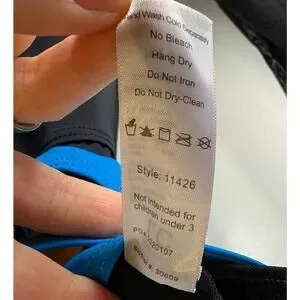 Hand Wash Cold Separately
No Bleach
Hang Dry
Do Not Iron
Do Not Dry-Clean
Style: 11426
Not intended for
children under 3